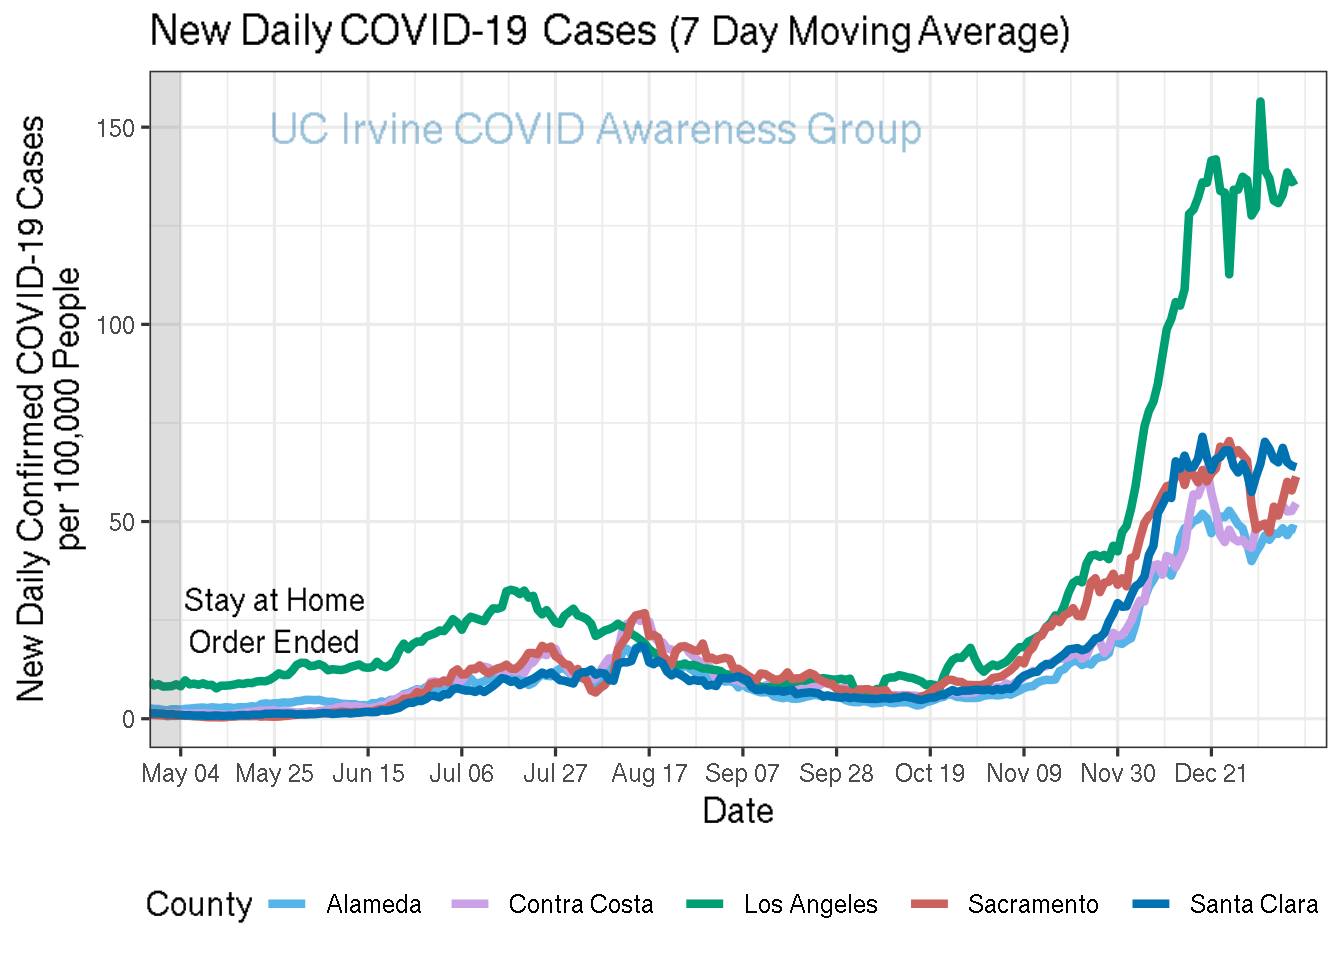 New Daily COVID-19 Cases (7 Day Moving Average)
UC Irvine COVID Awareness Group
New Daily Confirmed COVID-19 Cases
per 100,000 People
150
100
50
0
Stay at Home
Order Ended
May 04 May 25 Jun 15 Jul 06 Jul 27 Aug 17 Sep 07 Sep 28 Oct 19 Nov 09 Nov 30 Dec 21
Date
County Alameda Contra Costa Los Angeles Sacramento Santa Clara